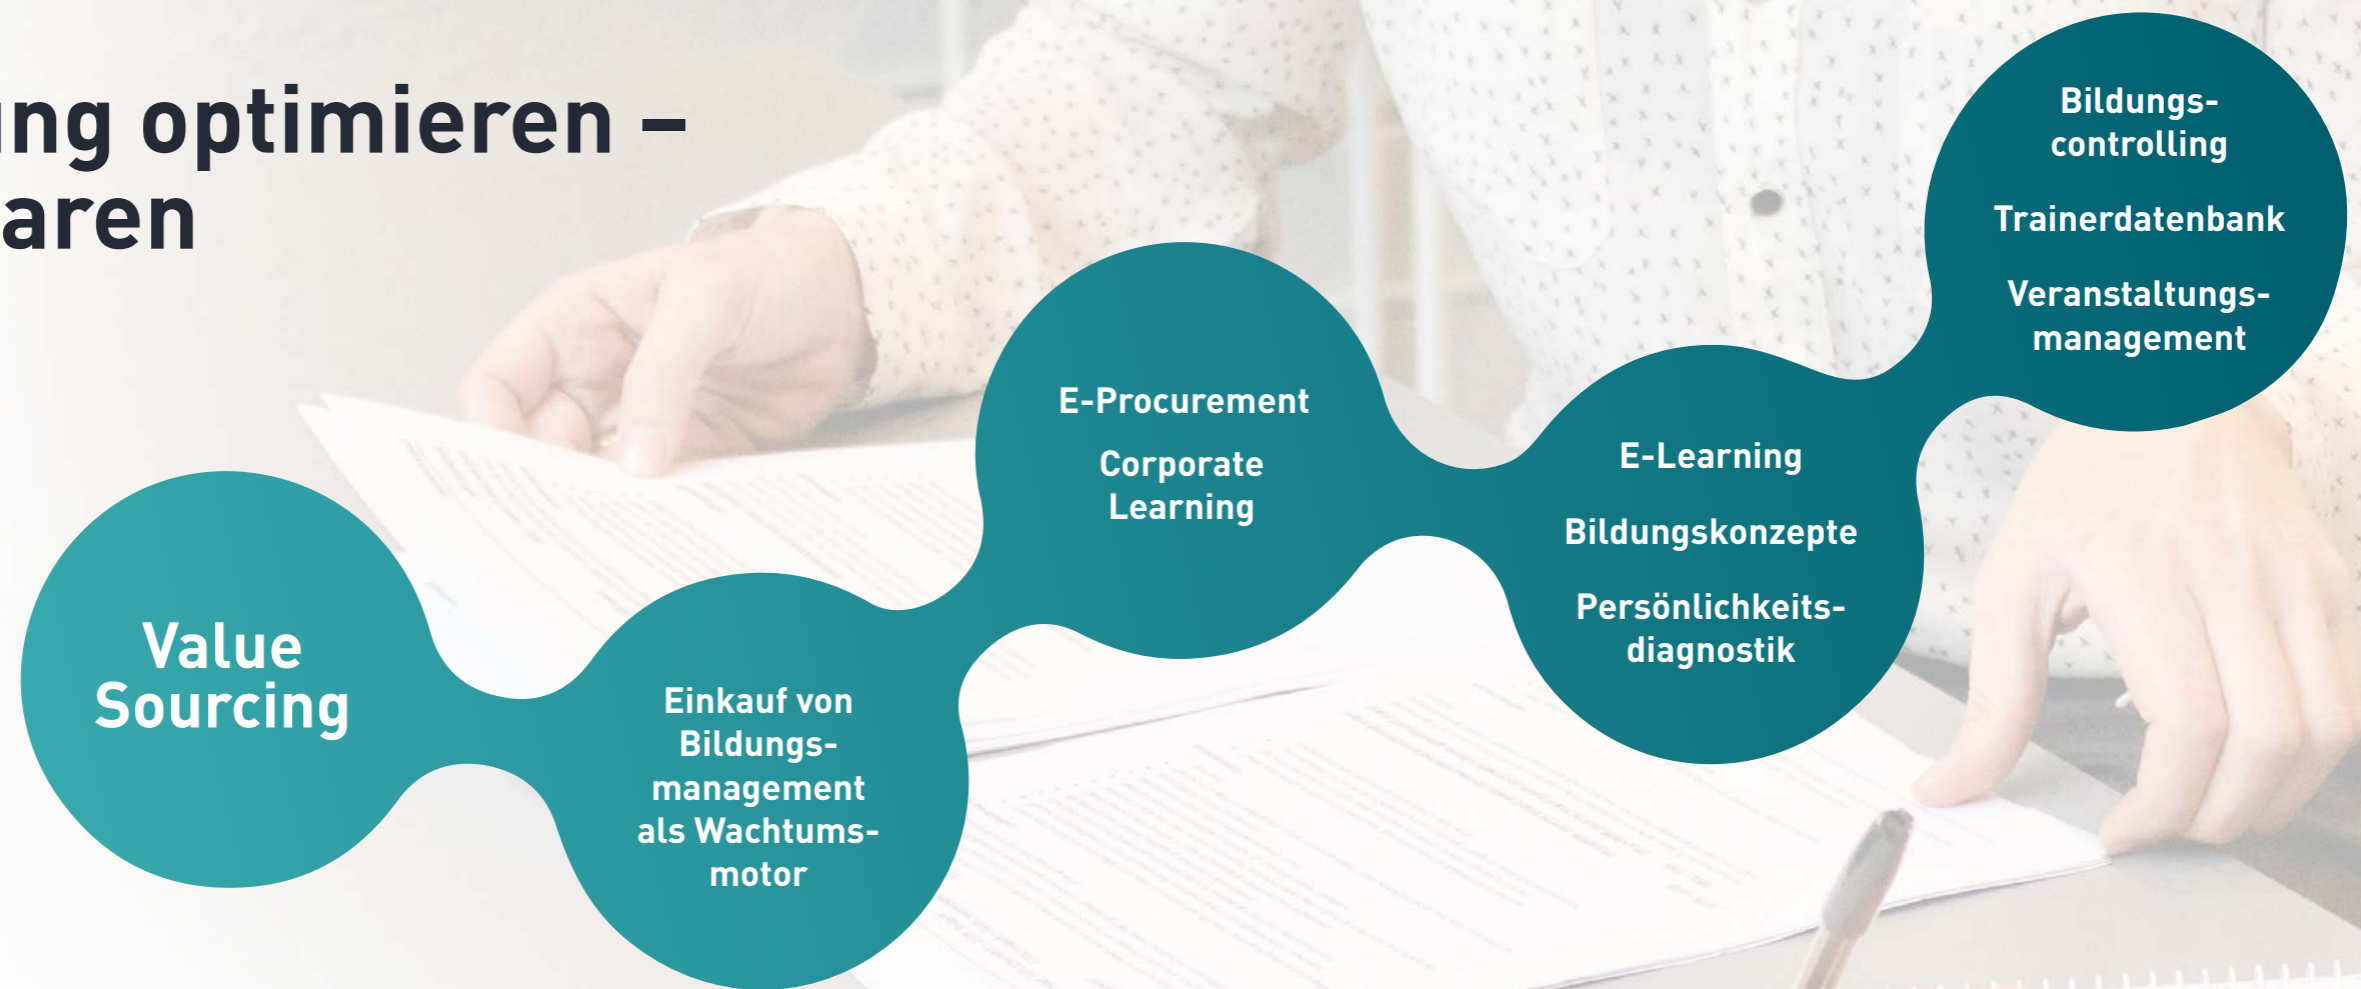 ung optimieren –
aren
Value
Sourcing
Einkauf von
Bildungs-
management
als Wachtums-
motor
E-Procurement
Corporate
Learning
E-Learning
Bildungskonzepte
Persönlichkeits-
diagnostik
Bildungs-
controlling
Trainerdatenbank
Veranstaltungs-
management